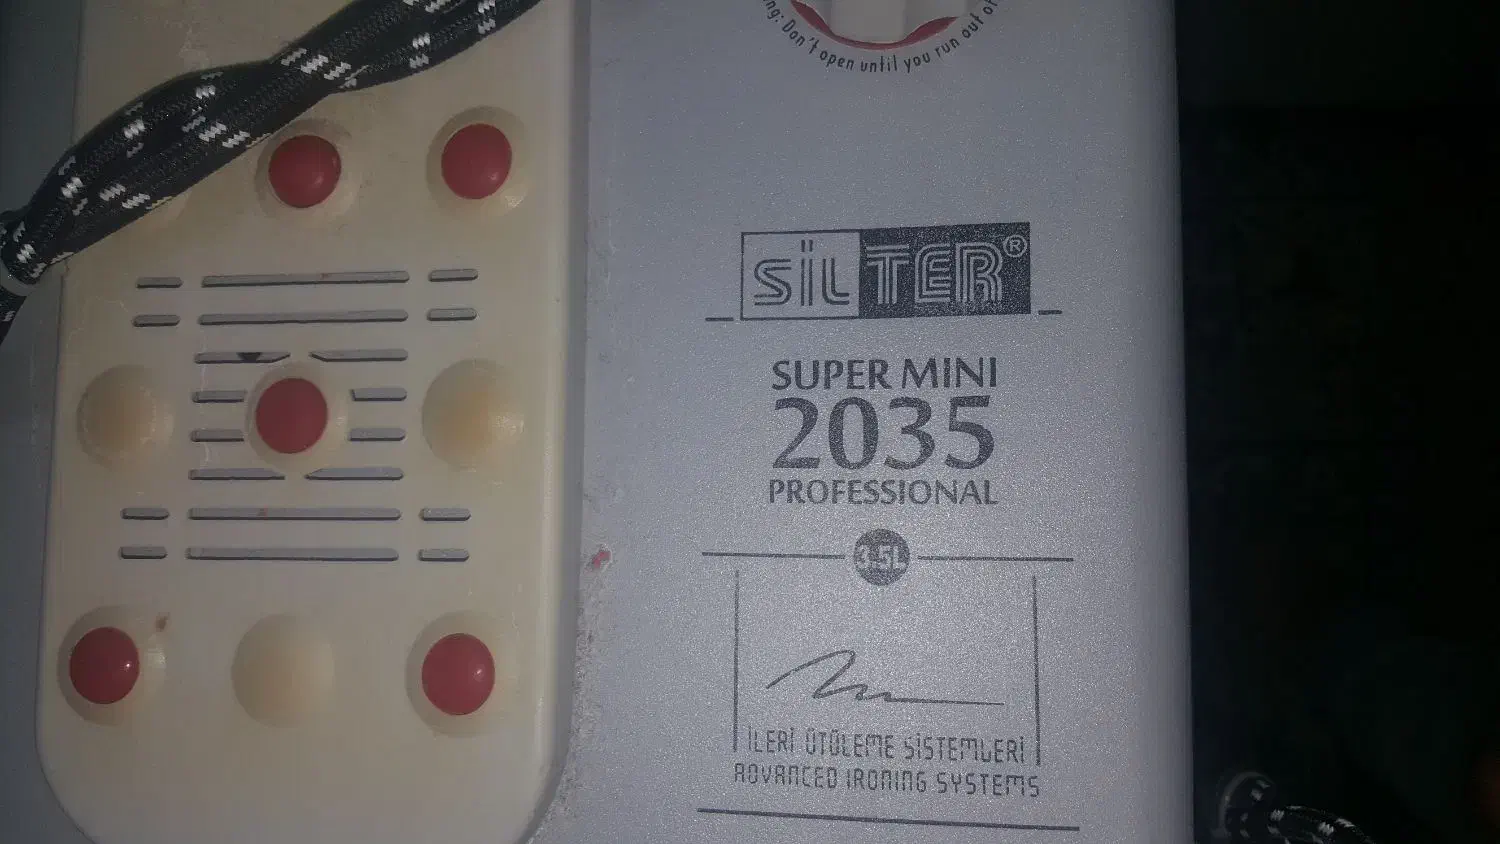 ing: Don't open until you run out of
SİLTER®
SUPER MINI
2035
PROFESSIONAL
3.5L
İLERİ ÜTÜLEME SİSTEMLERİ
ADVANCED IRONING SYSTEMS